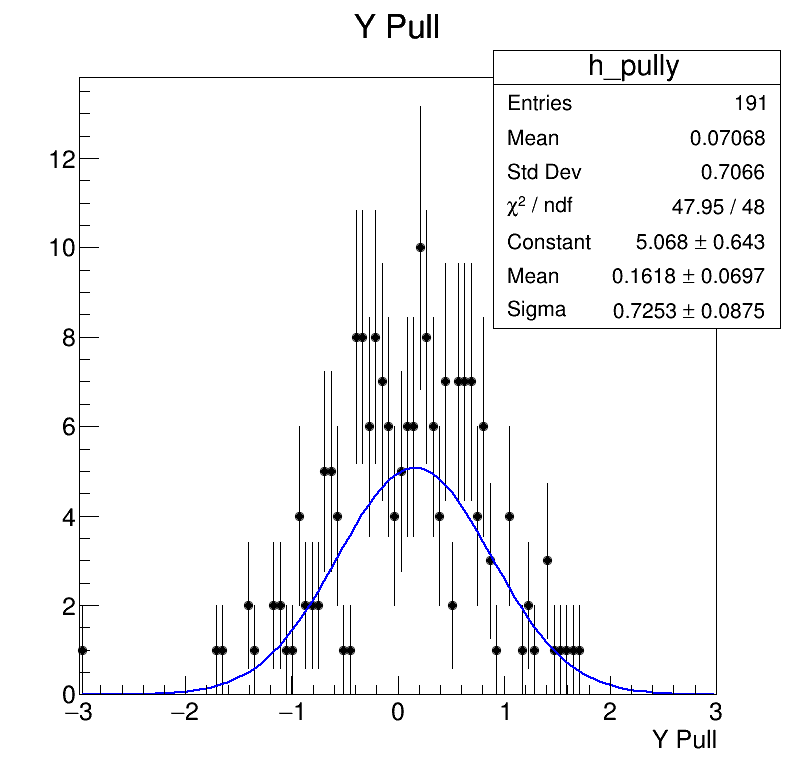 Y Pull
h_pully
Entries 191
Mean 0.07068
Std Dev 0.7066
χ² / ndf 47.95 / 48
Constant 5.068 ± 0.643
Mean 0.1618 ± 0.0697
Sigma 0.7253 ± 0.0875
12
10
8
6
4
2
0
−3 −2 −1 0 1 2 3
Y Pull